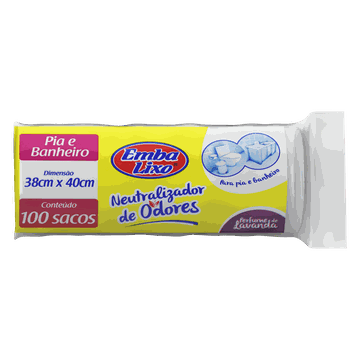 Pia e
Banheiro
Dimensão
38cm x 40cm
Conteúdo
100 sacos
Emba
Lixo
Neutralizador
de Odores
Para pia e banheiro
Perfume de
Lavanda